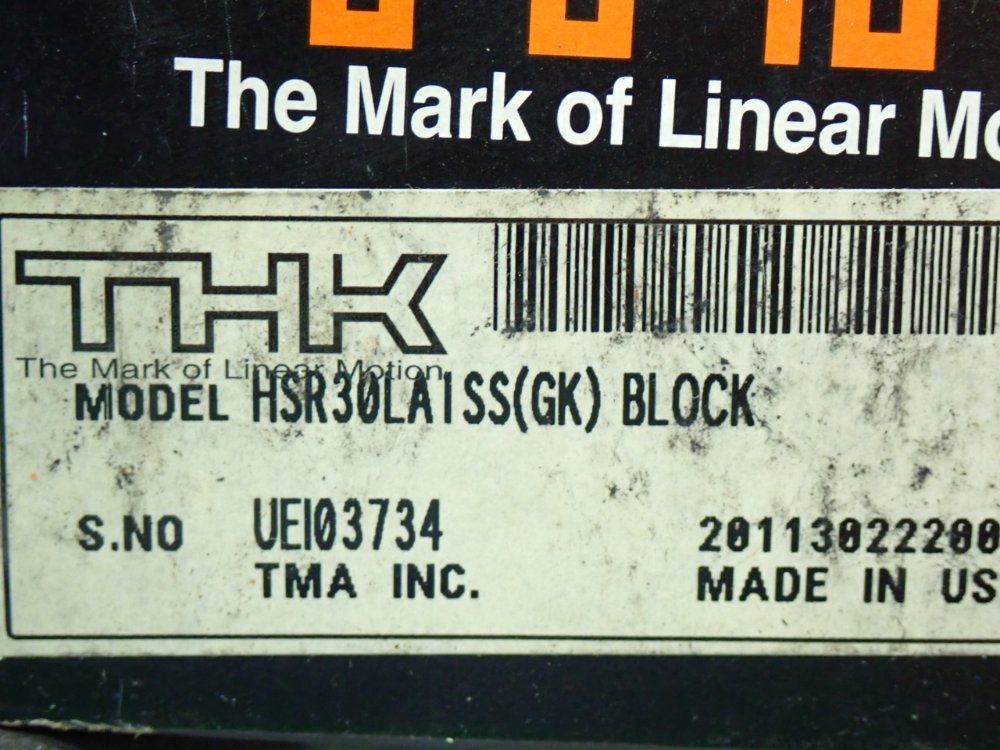 The Mark of Linear Mo
THK
The Mark of Linear Motion
MODEL HSR30LA1SS(GK) BLOCK
S.NO UEI03734 20113022200
TMA INC. MADE IN US